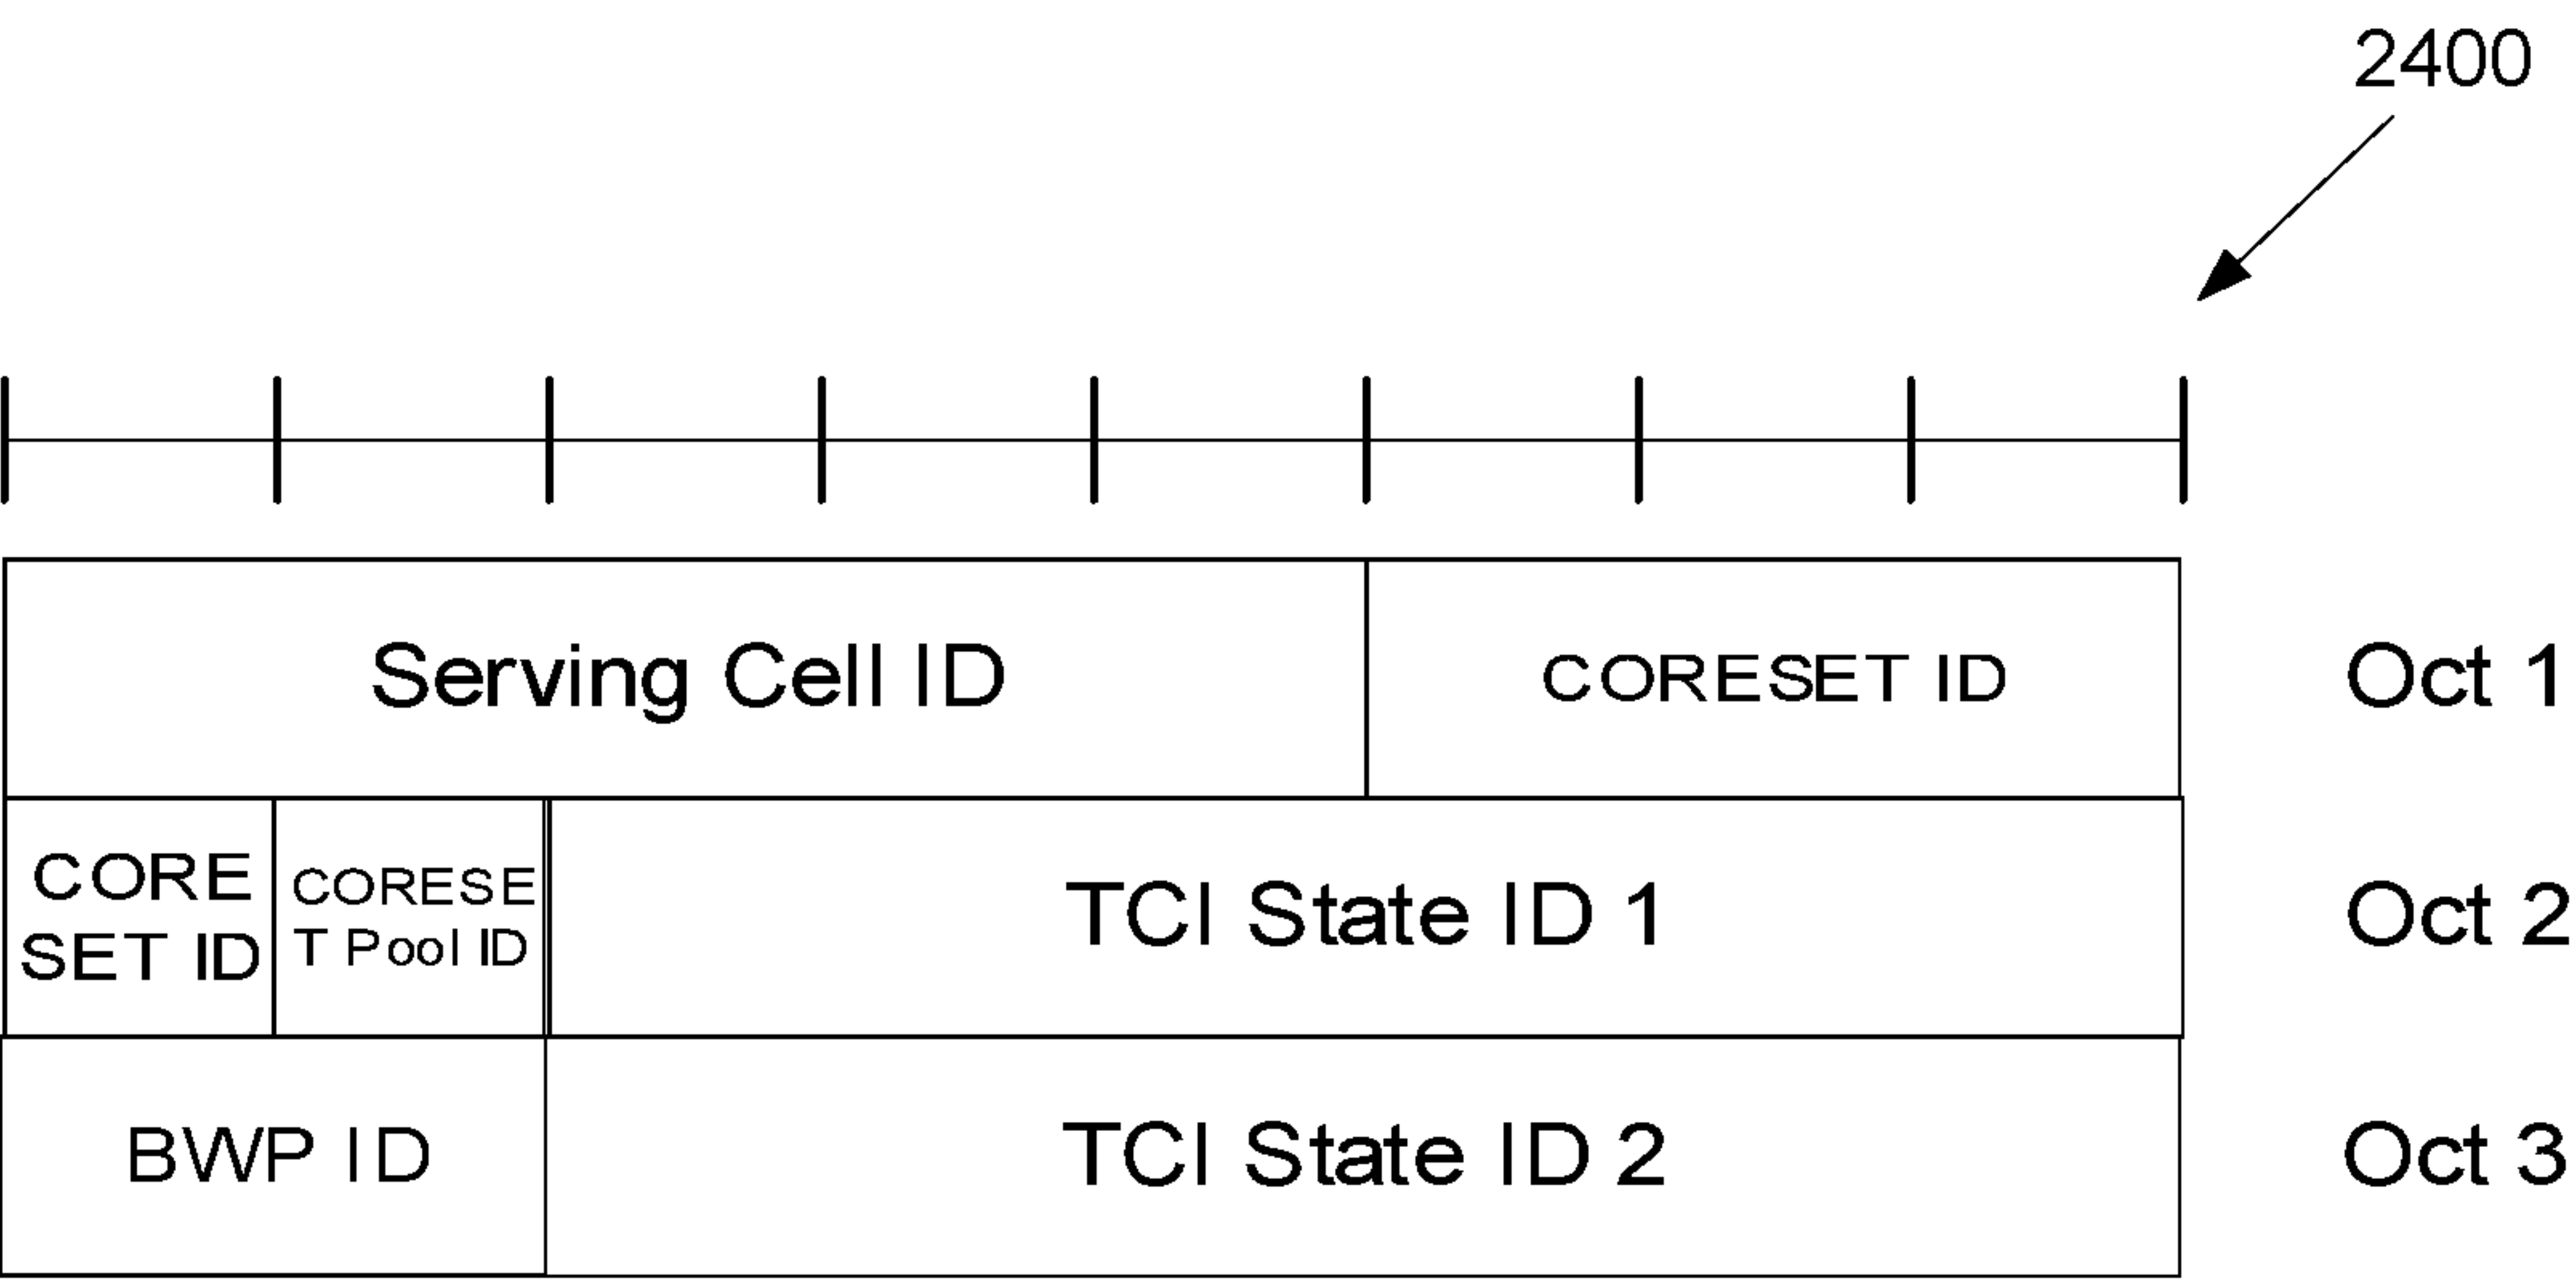 2400
Serving Cell ID
CORESET ID
Oct 1
CORE
SET ID
CORESE
T Pool ID
TCI State ID 1
Oct 2
BWP ID
TCI State ID 2
Oct 3